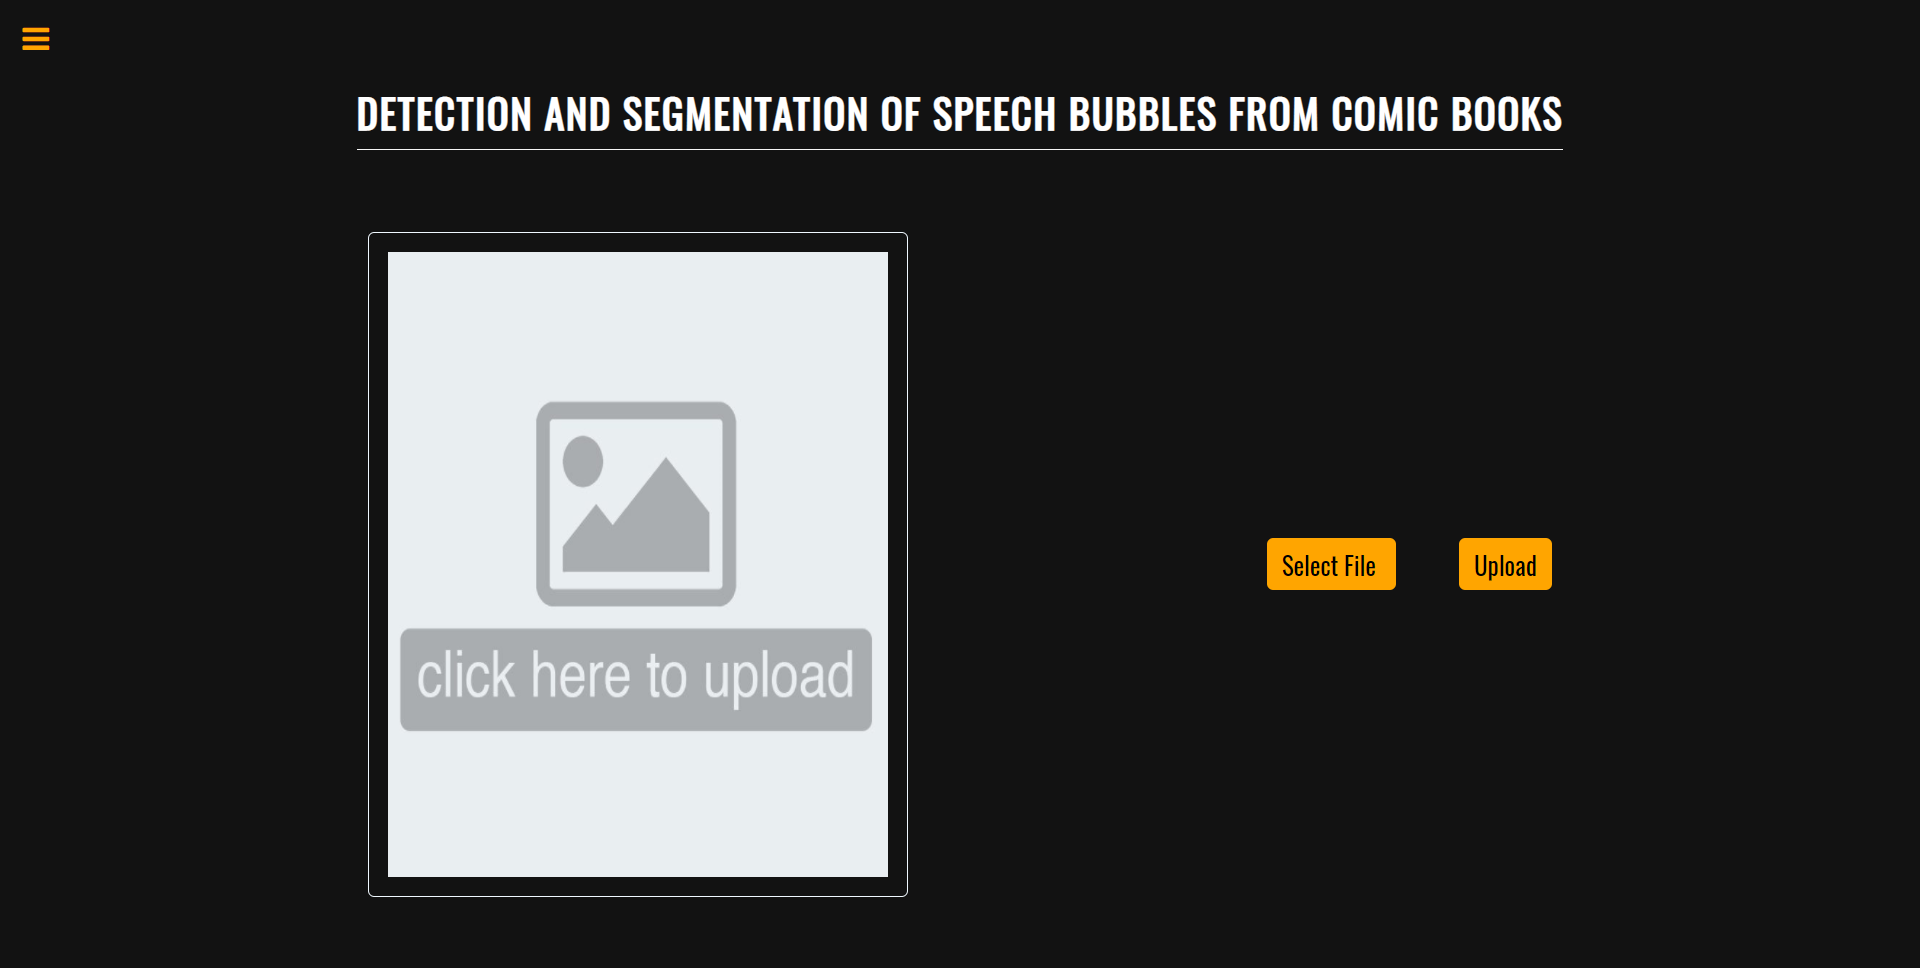 DETECTION AND SEGMENTATION OF SPEECH BUBBLES FROM COMIC BOOKS
click here to upload
Select File
Upload